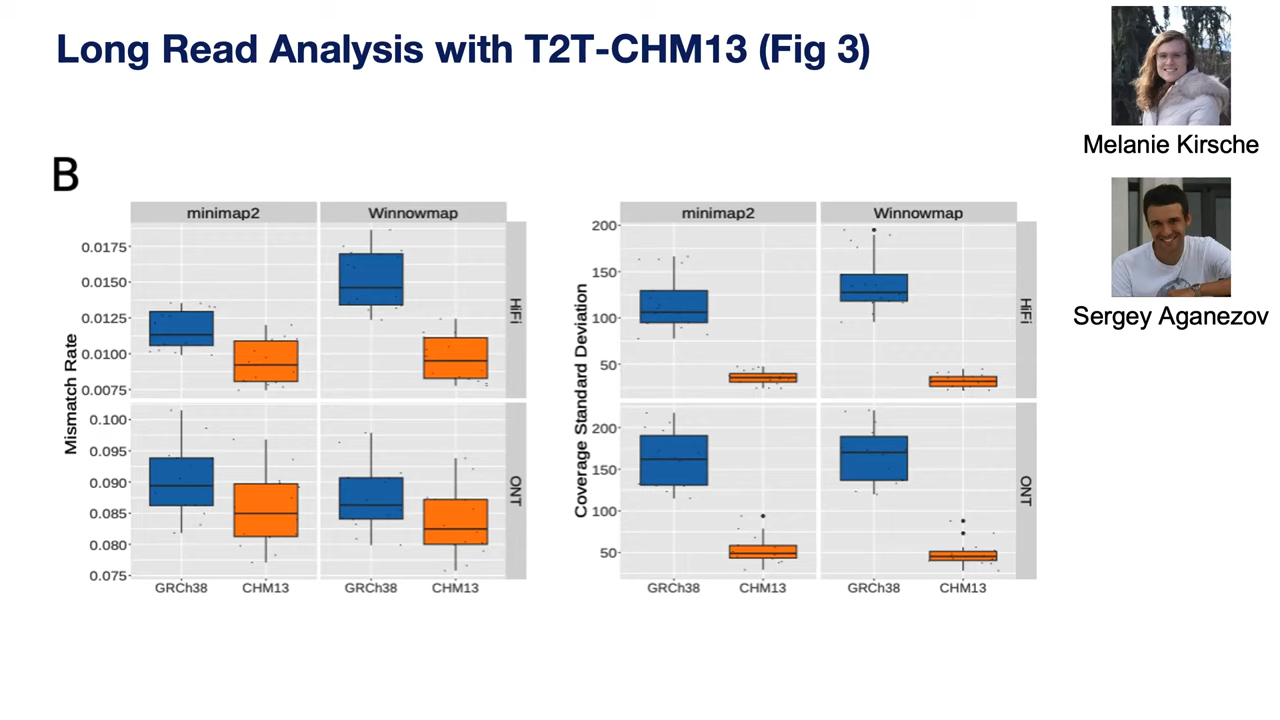 Long Read Analysis with T2T-CHM13 (Fig 3)
Melanie Kirsche
Sergey Aganezov
B
minimap2
Winnowmap
Mismatch Rate
0.0175
0.0150
0.0125
0.0100
0.0075
HiFi
0.100
0.095
0.090
0.085
0.080
0.075
ONT
GRCh38
CHM13
GRCh38
CHM13
minimap2
Winnowmap
Coverage Standard Deviation
200
150
100
50
HiFi
200
150
100
50
ONT
GRCh38
CHM13
GRCh38
CHM13